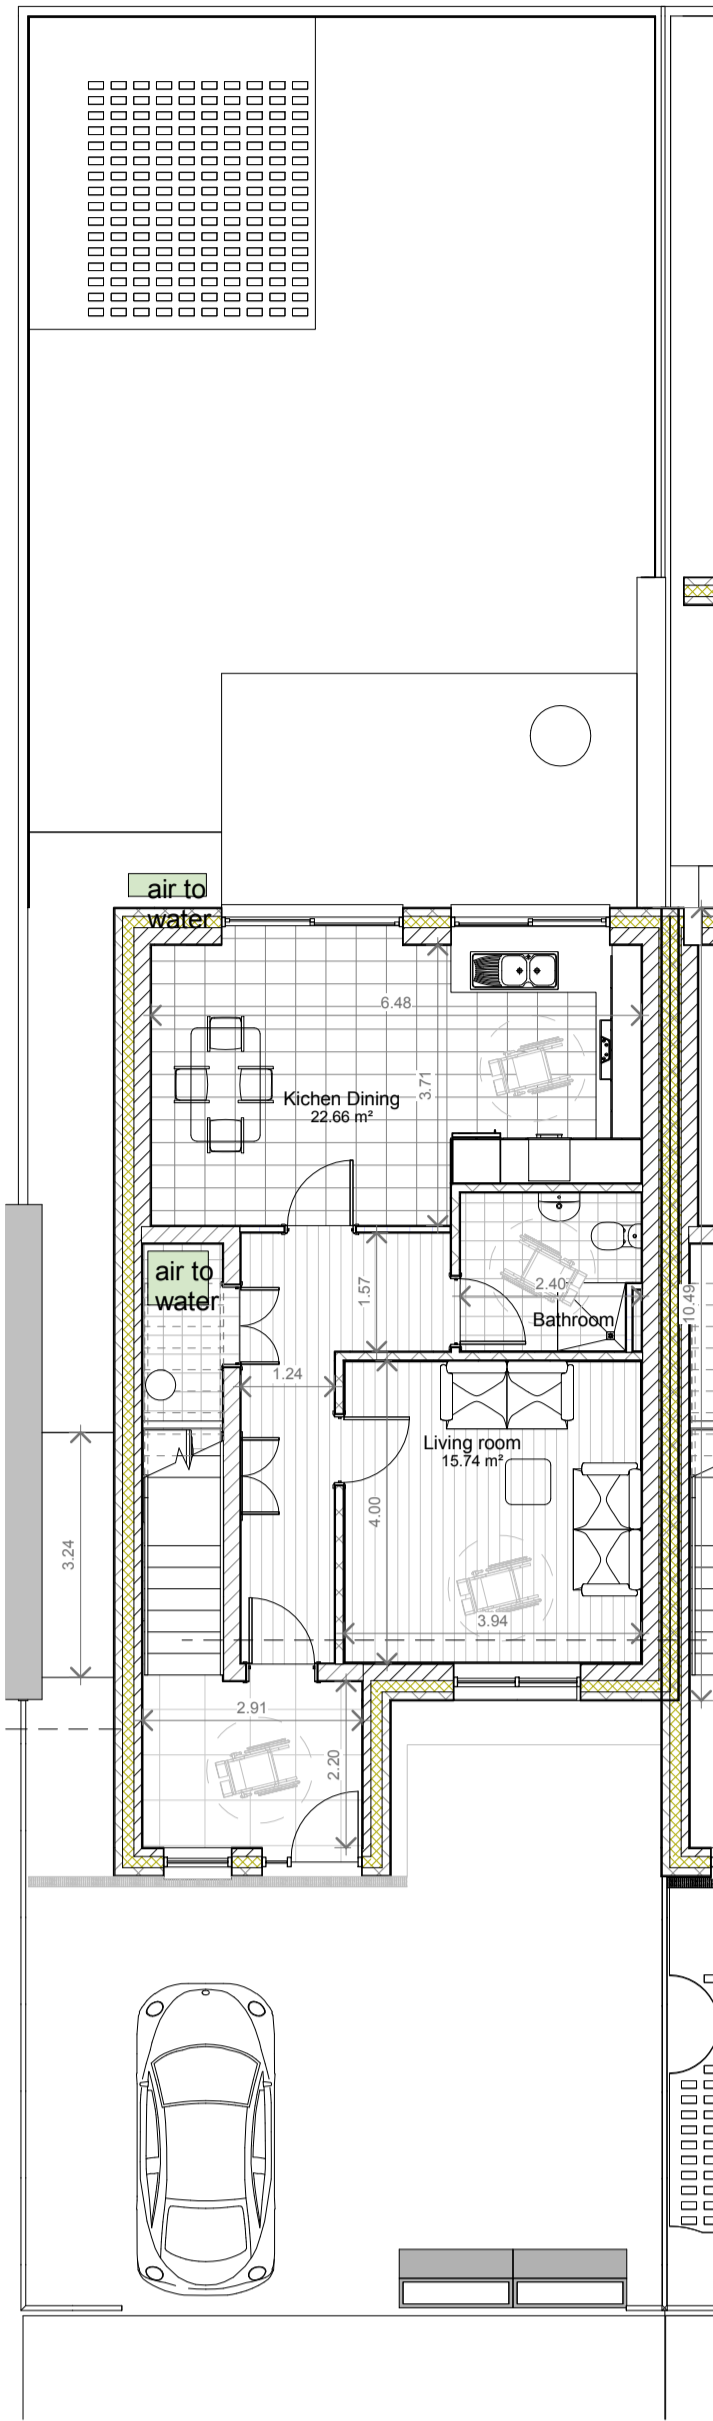 air to
water
6.48
3.71
Kichen Dining
22.66 m²
air to
water
1.57
2.40
Bathroom
10.49
1.24
Living room
15.74 m²
4.00
3.24
3.94
2.91
2.20